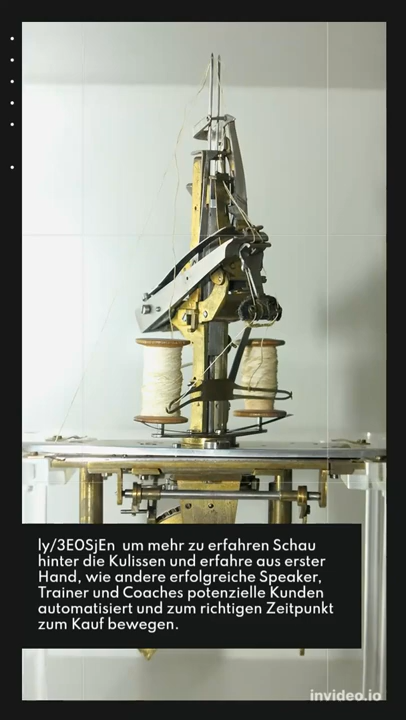 ly/3EOSjEn um mehr zu erfahren Schau
hinter die Kulissen und erfahre aus erster
Hand, wie andere erfolgreiche Speaker,
Trainer und Coaches potenzielle Kunden
automatisiert und zum richtigen Zeitpunkt
zum Kauf bewegen.
invideo.io